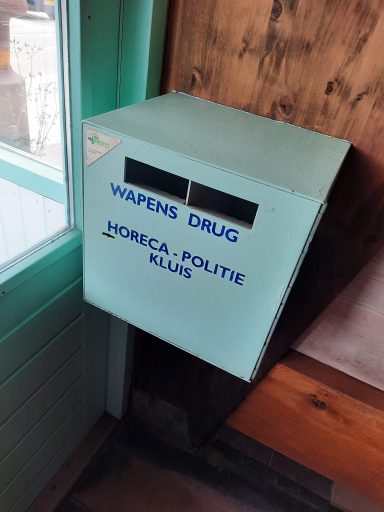 WAPENS DRUG
HORECA - POLITIE
KLUIS